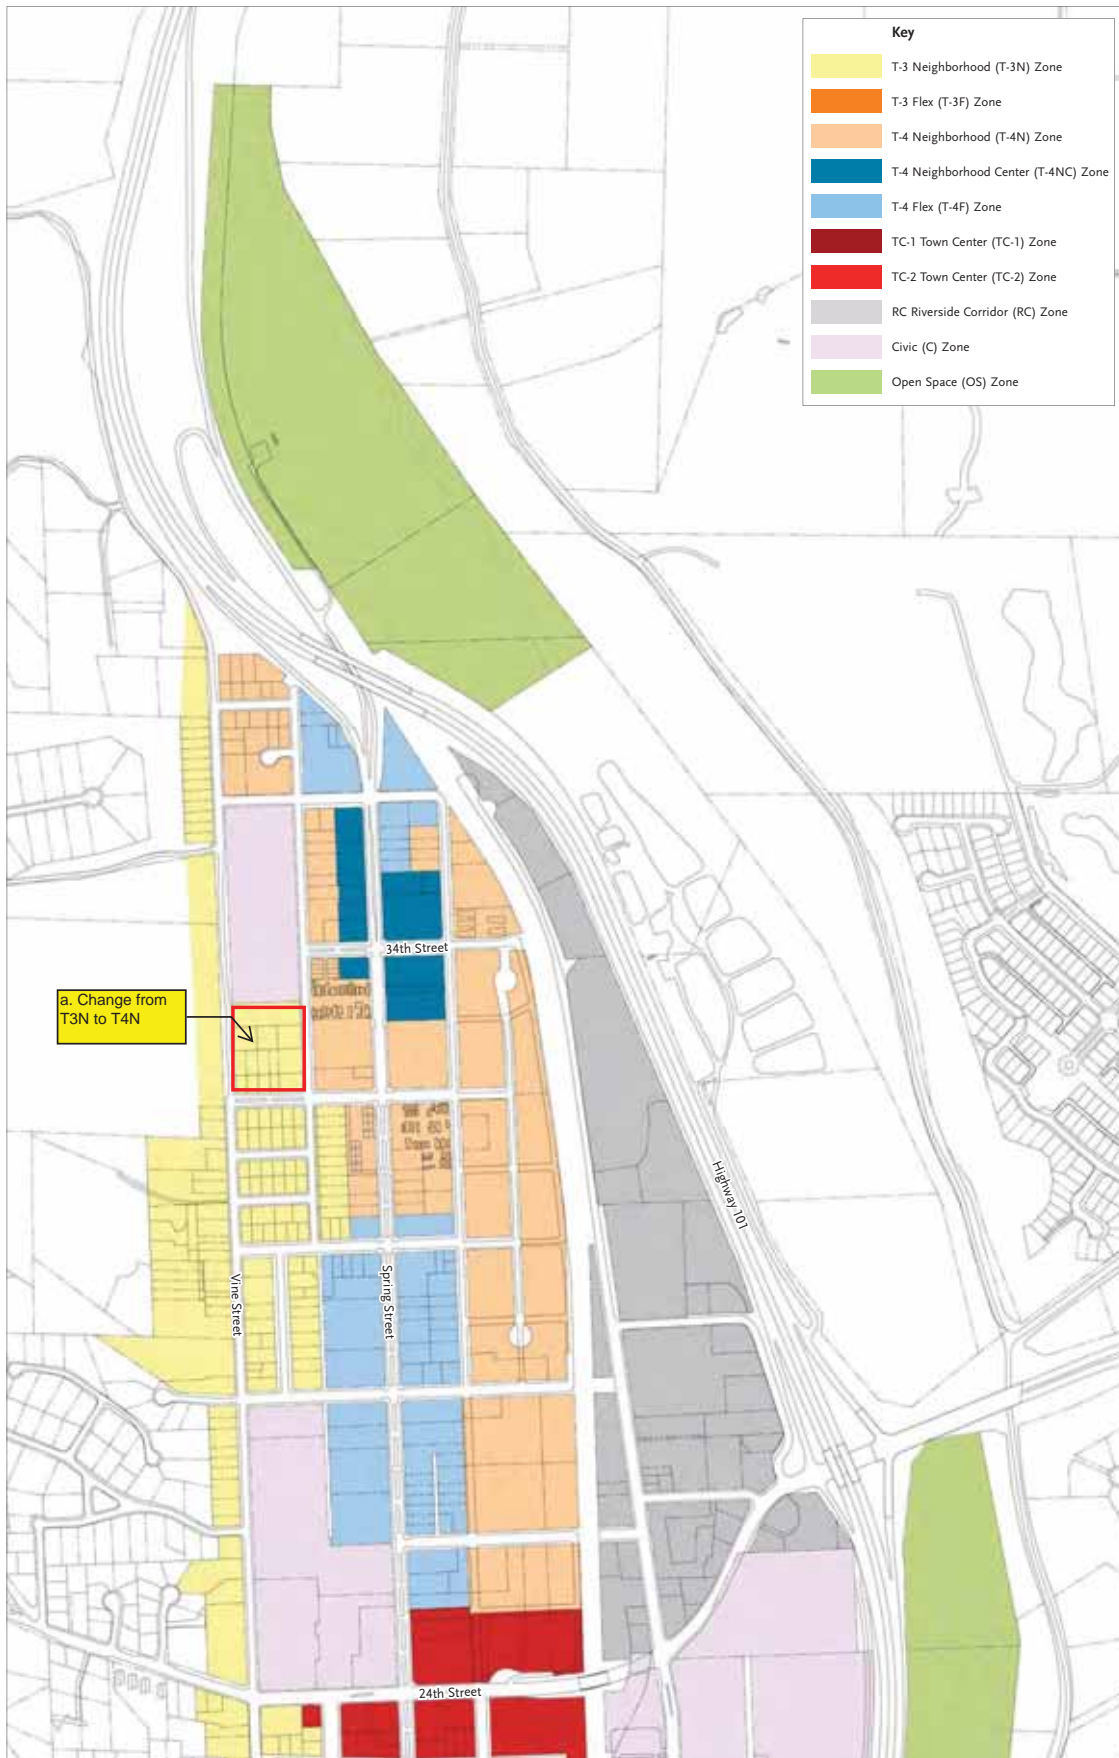 Key
T-3 Neighborhood (T-3N) Zone
T-3 Flex (T-3F) Zone
T-4 Neighborhood (T-4N) Zone
T-4 Neighborhood Center (T-4NC) Zone
T-4 Flex (T-4F) Zone
TC-1 Town Center (TC-1) Zone
TC-2 Town Center (TC-2) Zone
RC Riverside Corridor (RC) Zone
Civic (C) Zone
Open Space (OS) Zone
34th Street
a. Change from
T3N to T4N
Highway 101
Vine Street
Spring Street
24th Street